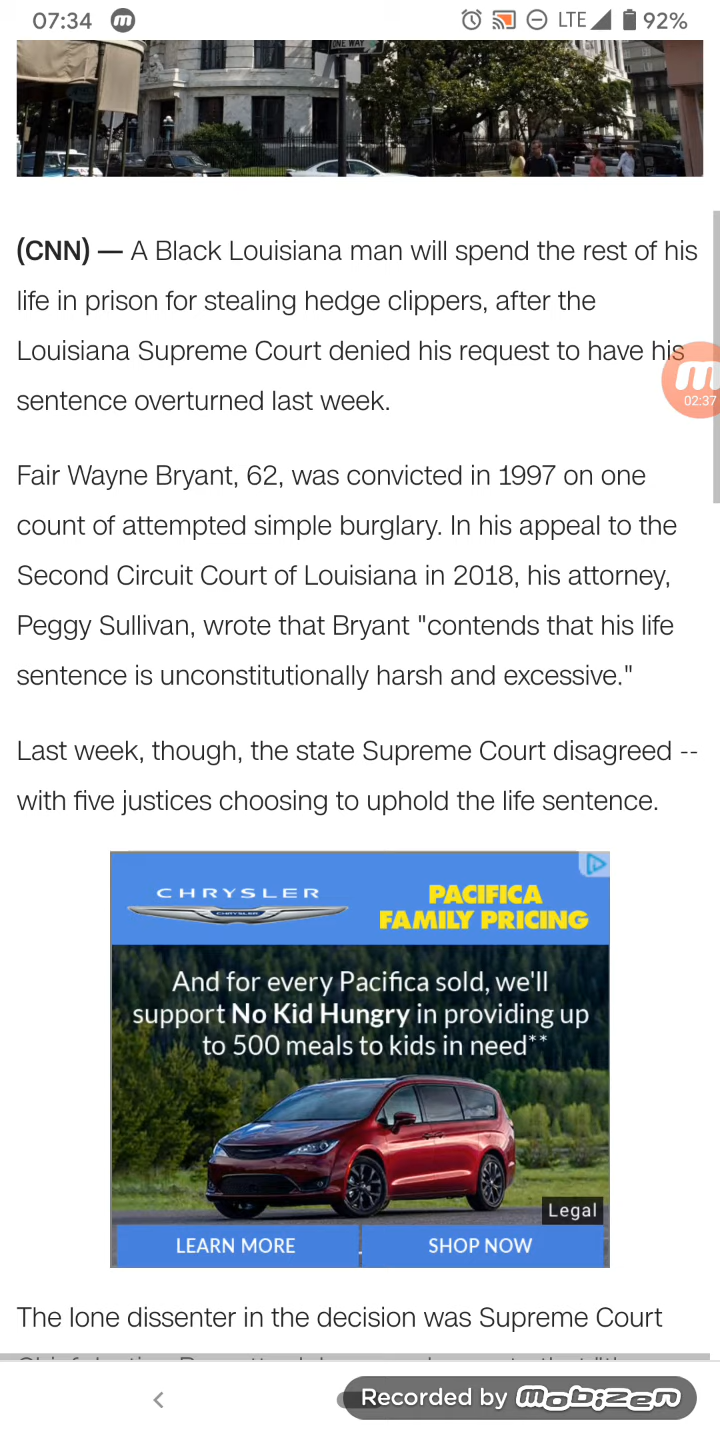 07:34 m LTE 92%
ONE WAY
(CNN) — A Black Louisiana man will spend the rest of his
life in prison for stealing hedge clippers, after the
Louisiana Supreme Court denied his request to have his
sentence overturned last week.
m
02:37
Fair Wayne Bryant, 62, was convicted in 1997 on one
count of attempted simple burglary. In his appeal to the
Second Circuit Court of Louisiana in 2018, his attorney,
Peggy Sullivan, wrote that Bryant "contends that his life
sentence is unconstitutionally harsh and excessive."
Last week, though, the state Supreme Court disagreed --
with five justices choosing to uphold the life sentence.
CHRYSLER
CHRYSLER
PACIFICA
FAMILY PRICING
And for every Pacifica sold, we'll
support No Kid Hungry in providing up
to 500 meals to kids in need**
Legal
LEARN MORE
SHOP NOW
The lone dissenter in the decision was Supreme Court
Recorded by mobizen